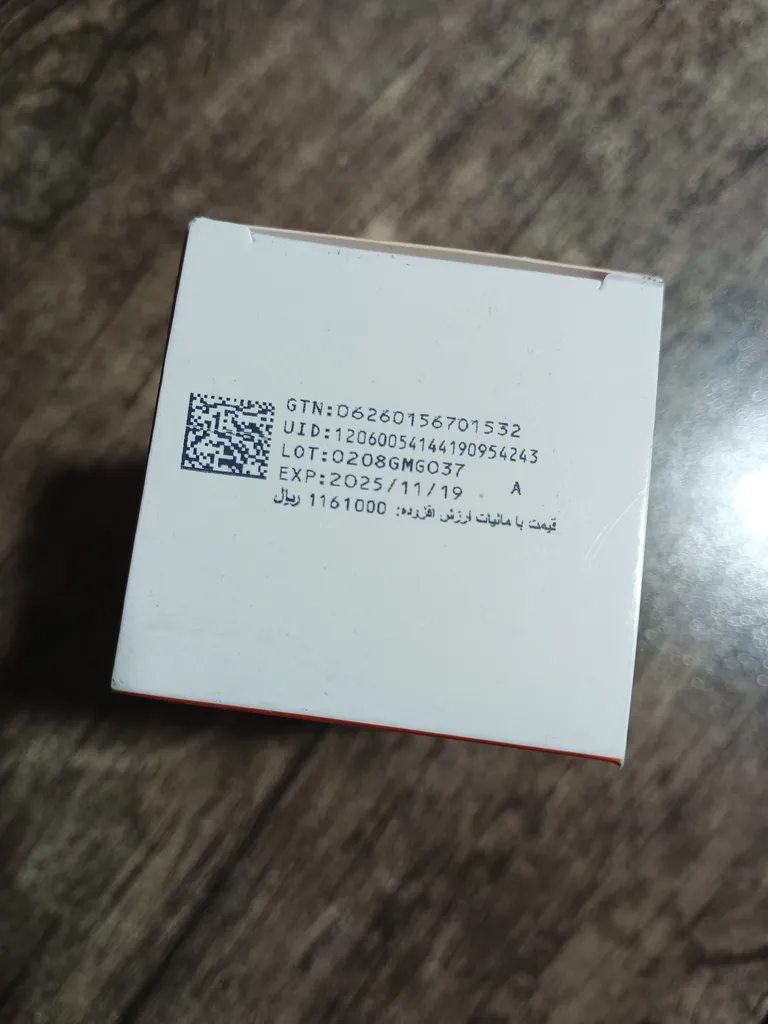 GTN:06260156701532
UID:12060054144190954243
LOT:0208GMG037
EXP:2025/11/19 A
قیمت با مالیات ارزش افزوده: 1161000 ریال